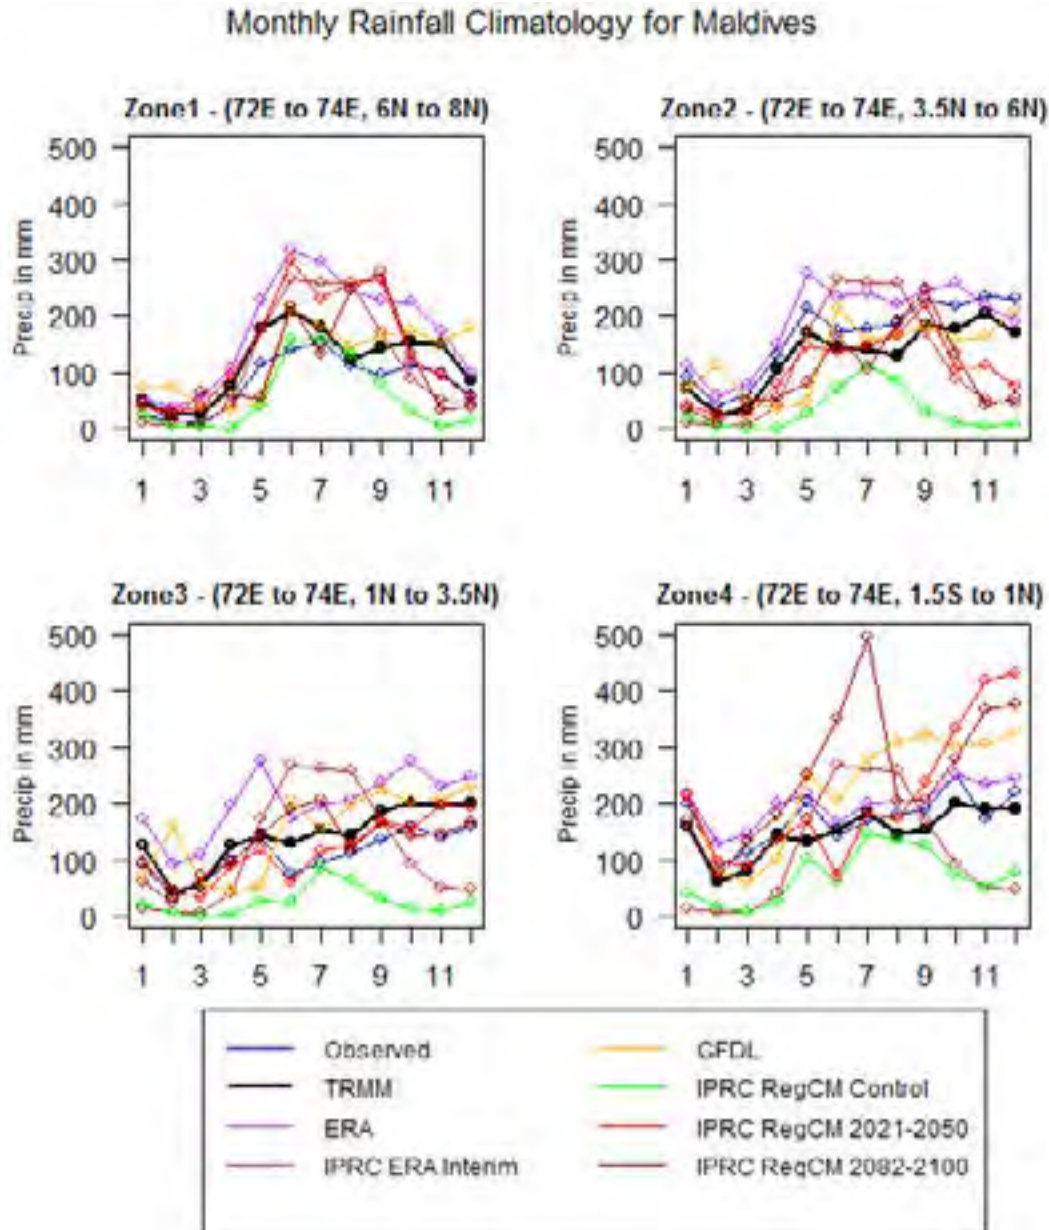 Monthly Rainfall Climatology for Maldives
Zone1 - (72E to 74E, 6N to 8N)
Precip in mm
500
400
300
200
100
0
1 3 5 7 9 11
Zone2 - (72E to 74E, 3.5N to 6N)
Precip in mm
500
400
300
200
100
0
1 3 5 7 9 11
Zone3 - (72E to 74E, 1N to 3.5N)
Precip in mm
500
400
300
200
100
0
1 3 5 7 9 11
Zone4 - (72E to 74E, 1.5S to 1N)
Precip in mm
500
400
300
200
100
0
1 3 5 7 9 11
Observed
TRMM
ERA
IPRC ERA Interim
GFDL
IPRC RegCM Control
IPRC RegCM 2021-2050
IPRC RegCM 2082-2100